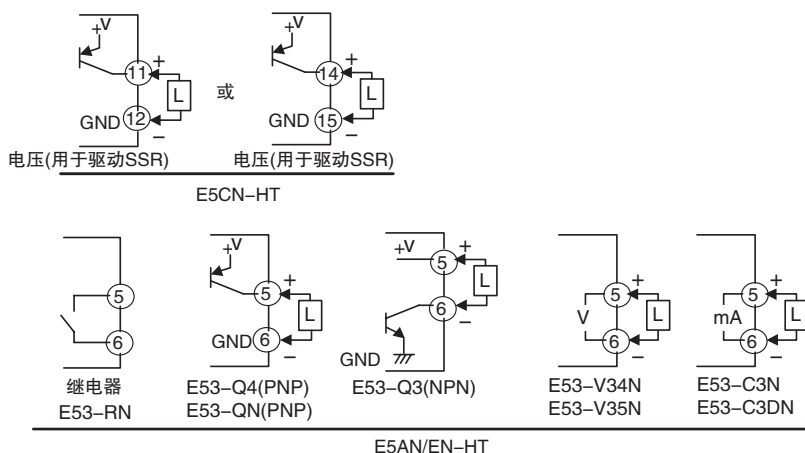 +V
11
+
L
12
GND
−
电压(用于驱动SSR)
或
+V
14
+
L
15
GND
−
电压(用于驱动SSR)
E5CN−HT
5
6
继电器
E53−RN
+V
5
+
L
GND
6
−
E53−Q4(PNP)
E53−QN(PNP)
+V
5
+
L
6
−
GND
E53−Q3(NPN)
5
+
V
L
6
−
E53−V34N
E53−V35N
5
+
mA
L
6
−
E53−C3N
E53−C3DN
E5AN/EN−HT